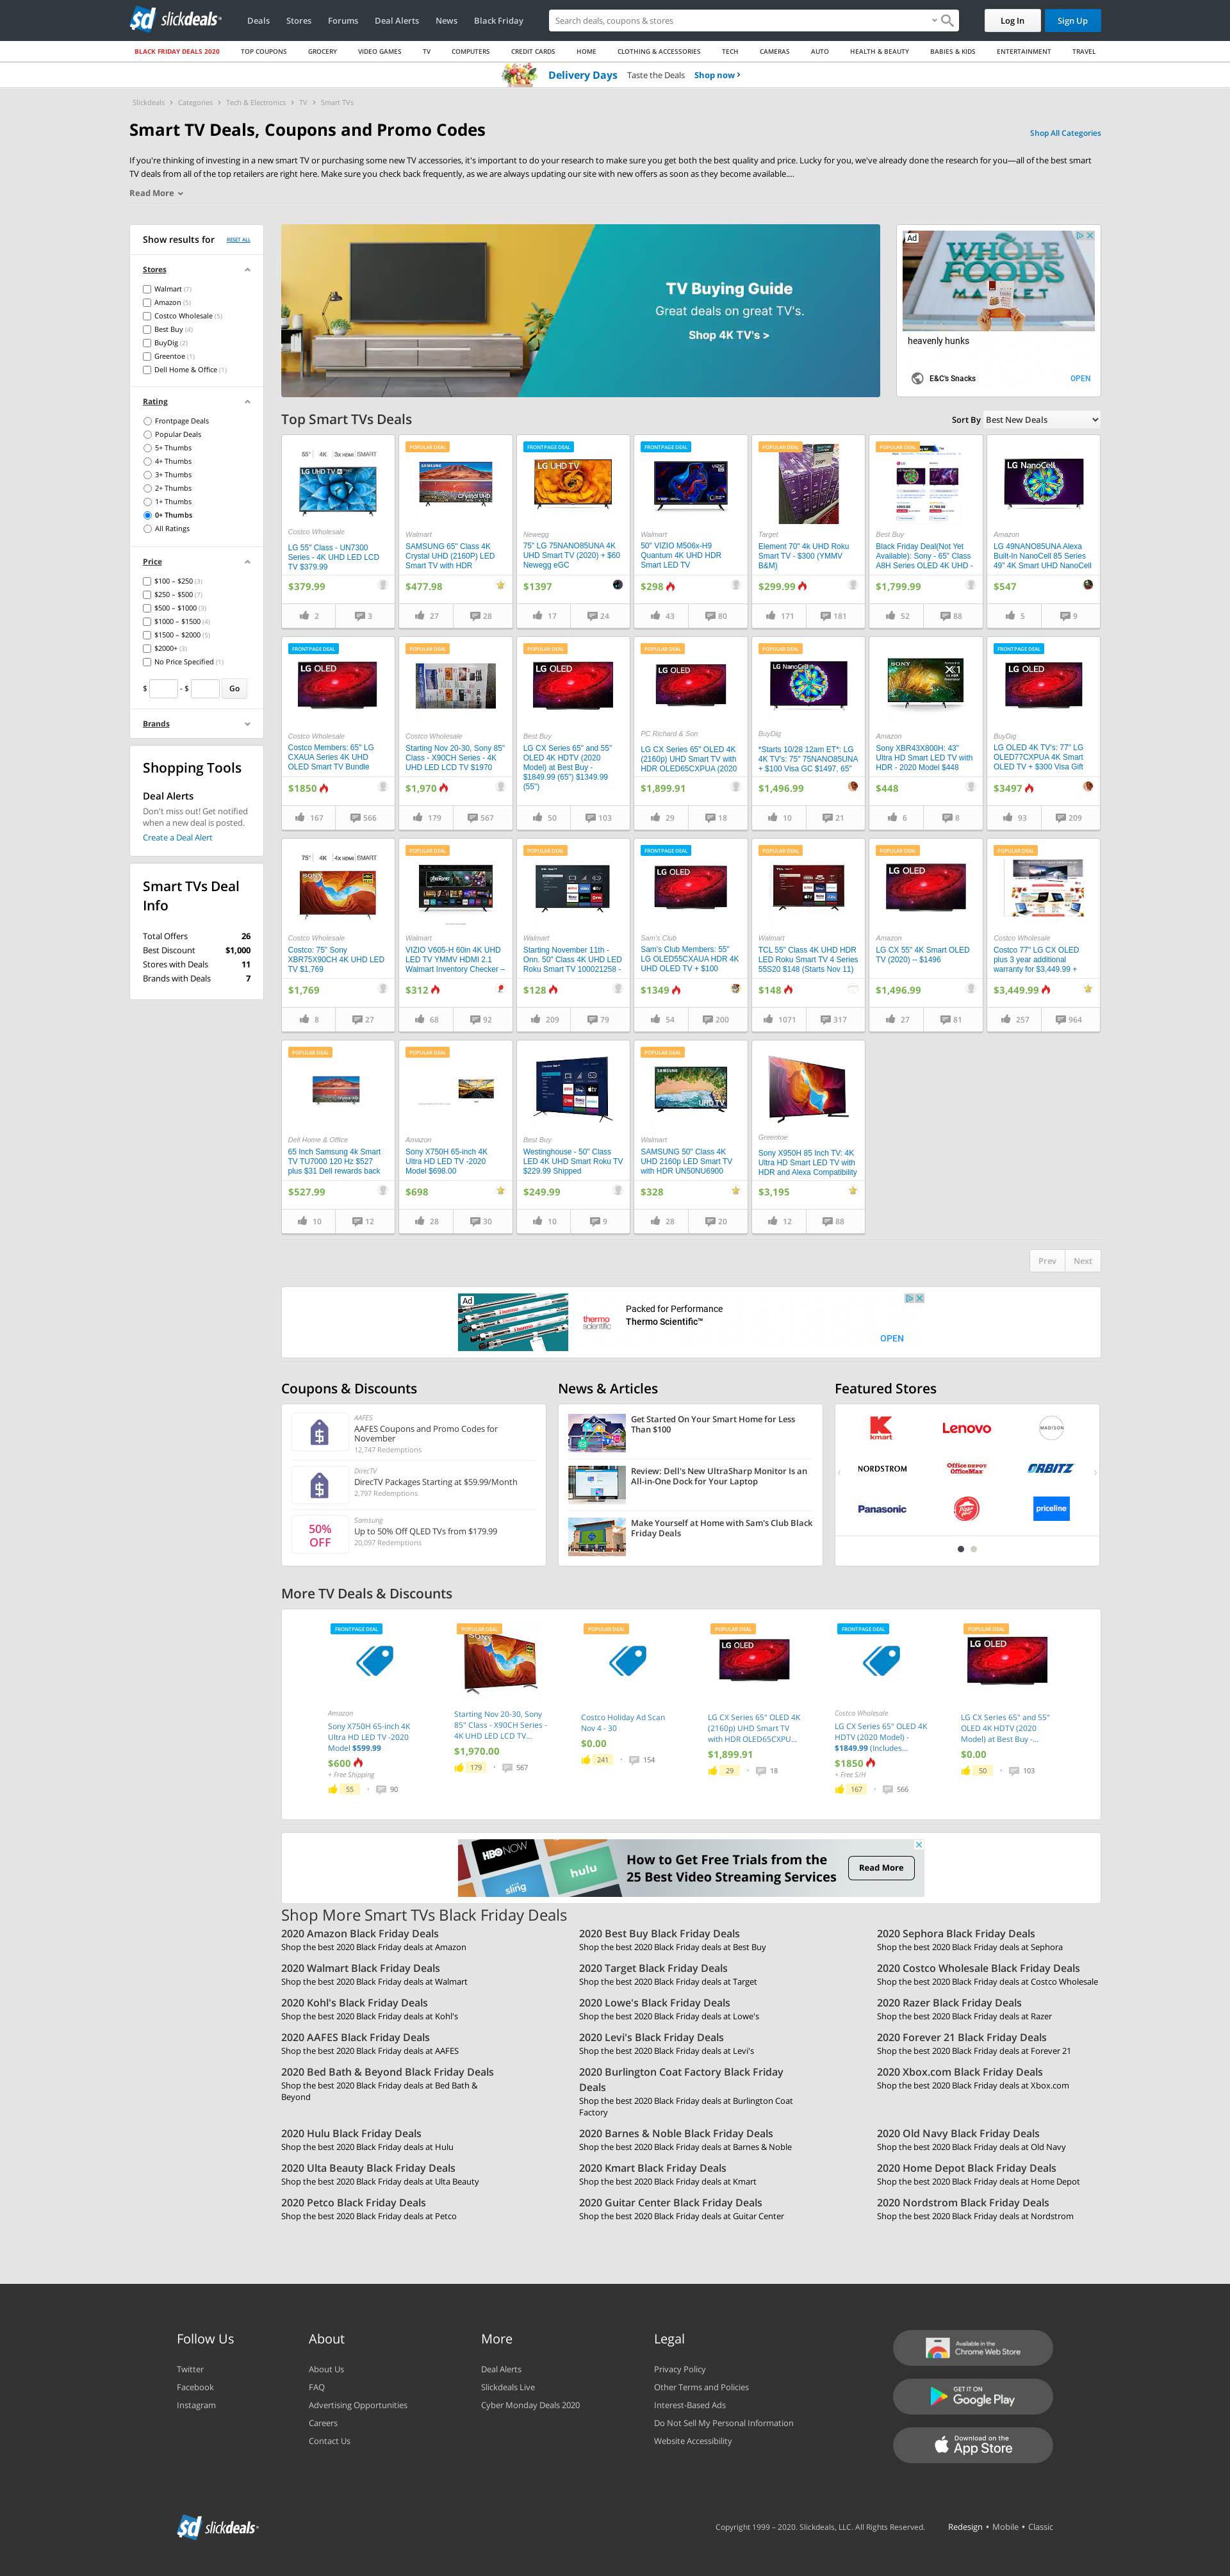 slickdeals
Deals
Stores
Forums
Deal Alerts
News
Black Friday
Search deals, coupons & stores
Log In
Sign Up
BLACK FRIDAY DEALS 2020
TOP COUPONS
GROCERY
VIDEO GAMES
TV
COMPUTERS
CREDIT CARDS
HOME
CLOTHING & ACCESSORIES
TECH
CAMERAS
AUTO
HEALTH & BEAUTY
BABIES & KIDS
ENTERTAINMENT
TRAVEL
Delivery Days Taste the Deals Shop now ›
Slickdeals › Categories › Tech & Electronics › TV › Smart TVs
Smart TV Deals, Coupons and Promo Codes
Shop All Categories
If you're thinking of investing in a new smart TV or purchasing some new TV accessories, it's important to do your research to make sure you get both the best quality and price. Lucky for you, we've already done the research for you—all of the best smart
TV deals from all of the top retailers are right here. Make sure you check back frequently, as we are always updating our site with new offers as soon as they become available....
Read More
Show results for RESET ALL
Stores
Walmart (7)
Amazon (5)
Costco Wholesale (5)
Best Buy (4)
BuyDig (2)
Greentoe (1)
Dell Home & Office (1)
Rating
Frontpage Deals
Popular Deals
5+ Thumbs
4+ Thumbs
3+ Thumbs
2+ Thumbs
1+ Thumbs
0+ Thumbs
All Ratings
Price
$100 – $250 (3)
$250 – $500 (7)
$500 – $1000 (3)
$1000 – $1500 (4)
$1500 – $2000 (5)
$2000+ (3)
No Price Specified (1)
$ - $ Go
Brands
Shopping Tools
Deal Alerts
Don't miss out! Get notified
when a new deal is posted.
Create a Deal Alert
Smart TVs Deal
Info
Total Offers 26
Best Discount $1,000
Stores with Deals 11
Brands with Deals 7
TV Buying Guide
Great deals on great TV's.
Shop 4K TV's >
Ad
WHOLE
FOODS
MARKET
heavenly hunks
E&C's Snacks
OPEN
Top Smart TVs Deals
Sort By Best New Deals
55" 4K 3x HDMI SMART
LG UHD TV
Costco Wholesale
LG 55" Class - UN7300
Series - 4K UHD LED LCD
TV $379.99
$379.99
2 3
POPULAR DEAL
SAMSUNG
Crystal UHD
Walmart
SAMSUNG 65" Class 4K
Crystal UHD (2160P) LED
Smart TV with HDR
$477.98
27 28
FRONTPAGE DEAL
LG UHD TV
Newegg
75" LG 75NANO85UNA 4K
UHD Smart TV (2020) + $60
Newegg eGC
$1397
17 24
FRONTPAGE DEAL
VIZIO
Walmart
50" VIZIO M506x-H9
Quantum 4K UHD HDR
Smart LED TV
$298
43 80
POPULAR DEAL
Target
Element 70" 4k UHD Roku
Smart TV - $300 (YMMV
B&M)
$299.99
171 181
POPULAR DEAL
Best Buy
Black Friday Deal(Not Yet
Available): Sony - 65" Class
A8H Series OLED 4K UHD -
$1,799.99
52 88
LG NanoCell
Amazon
LG 49NANO85UNA Alexa
Built-In NanoCell 85 Series
49" 4K Smart UHD NanoCell
$547
5 9
FRONTPAGE DEAL
LG OLED
Costco Wholesale
Costco Members: 65" LG
CXAUA Series 4K UHD
OLED Smart TV Bundle
$1850
167 566
POPULAR DEAL
Costco Wholesale
Starting Nov 20-30, Sony 85"
Class - X90CH Series - 4K
UHD LED LCD TV $1970
$1,970
179 567
POPULAR DEAL
LG OLED
Best Buy
LG CX Series 65" and 55"
OLED 4K HDTV (2020
Model) at Best Buy -
$1849.99 (65") $1349.99
(55")
50 103
POPULAR DEAL
LG OLED
PC Richard & Son
LG CX Series 65" OLED 4K
(2160p) UHD Smart TV with
HDR OLED65CXPUA (2020
$1,899.91
29 18
POPULAR DEAL
LG NanoCell
BuyDig
*Starts 10/28 12am ET*: LG
4K TV's: 75" 75NANO85UNA
+ $100 Visa GC $1497, 65"
$1,496.99
10 21
SONY
X1
Amazon
Sony XBR43X800H: 43"
Ultra HD Smart LED TV with
HDR - 2020 Model $448
$448
6 8
FRONTPAGE DEAL
LG OLED
BuyDig
LG OLED 4K TV's: 77" LG
OLED77CXPUA 4K Smart
OLED TV + $300 Visa Gift
$3497
93 209
75" 4K 4x HDMI SMART
SONY
Costco Wholesale
Costco: 75" Sony
XBR75X90CH 4K UHD LED
TV $1,769
$1,769
8 27
POPULAR DEAL
Walmart
VIZIO V605-H 60in 4K UHD
LED TV YMMV HDMi 2.1
Walmart Inventory Checker –
$312
68 92
POPULAR DEAL
Walmart
Starting November 11th -
Onn. 50" Class 4K UHD LED
Roku Smart TV 100021258 -
$128
209 79
FRONTPAGE DEAL
LG OLED
Sam's Club
Sam's Club Members: 55"
LG OLED55CXAUA HDR 4K
UHD OLED TV + $100
$1349
54 200
POPULAR DEAL
Walmart
TCL 55" Class 4K UHD HDR
LED Roku Smart TV 4 Series
55S20 $148 (Starts Nov 11)
$148
1071 317
POPULAR DEAL
LG OLED
Amazon
LG CX 55" 4K Smart OLED
TV (2020) -- $1496
$1,496.99
27 81
POPULAR DEAL
Costco Wholesale
Costco 77" LG CX OLED
plus 3 year additional
warranty for $3,449.99 +
$3,449.99
257 964
POPULAR DEAL
Dell Home & Office
65 Inch Samsung 4k Smart
TV TU7000 120 Hz $527
plus $31 Dell rewards back
$527.99
10 12
POPULAR DEAL
Amazon
Sony X750H 65-inch 4K
Ultra HD LED TV -2020
Model $698.00
$698
28 30
Best Buy
Westinghouse - 50" Class
LED 4K UHD Smart Roku TV
$229.99 Shipped
$249.99
10 9
POPULAR DEAL
SAMSUNG
UHD TV
Walmart
SAMSUNG 50" Class 4K
UHD 2160p LED Smart TV
with HDR UN50NU6900
$328
28 20
Greentoe
Sony X950H 85 Inch TV: 4K
Ultra HD Smart LED TV with
HDR and Alexa Compatibility
$3,195
12 88
Prev Next
Ad
thermo
scientific
Packed for Performance
Thermo Scientific™
OPEN
Coupons & Discounts
AAFES
AAFES Coupons and Promo Codes for
November
12,747 Redemptions
DirecTV
DirecTV Packages Starting at $59.99/Month
2,797 Redemptions
50%
OFF
Samsung
Up to 50% Off QLED TVs from $179.99
20,097 Redemptions
News & Articles
Get Started On Your Smart Home for Less
Than $100
Review: Dell's New UltraSharp Monitor Is an
All-in-One Dock for Your Laptop
Make Yourself at Home with Sam's Club Black
Friday Deals
Featured Stores
kmart
Lenovo
MADISON
NORDSTROM
Office DEPOT
OfficeMax
ORBITZ
Panasonic
Pizza Hut
priceline
More TV Deals & Discounts
FRONTPAGE DEAL
Amazon
Sony X750H 65-inch 4K
Ultra HD LED TV -2020
Model $599.99
$600
+ Free Shipping
55 • 90
POPULAR DEAL
SONY
Starting Nov 20-30, Sony
85" Class - X90CH Series -
4K UHD LED LCD TV...
$1,970.00
179 • 567
POPULAR DEAL
Costco Holiday Ad Scan
Nov 4 - 30
$0.00
241 • 154
POPULAR DEAL
LG OLED
LG CX Series 65" OLED 4K
(2160p) UHD Smart TV
with HDR OLED65CXPU...
$1,899.91
29 • 18
FRONTPAGE DEAL
Costco Wholesale
LG CX Series 65" OLED 4K
HDTV (2020 Model) -
$1849.99 (Includes...
$1850
+ Free S/H
167 • 566
POPULAR DEAL
LG OLED
LG CX Series 65" and 55"
OLED 4K HDTV (2020
Model) at Best Buy -...
$0.00
50 • 103
HBO NOW
sling
hulu
How to Get Free Trials from the
25 Best Video Streaming Services
Read More
Shop More Smart TVs Black Friday Deals
2020 Amazon Black Friday Deals
Shop the best 2020 Black Friday deals at Amazon
2020 Best Buy Black Friday Deals
Shop the best 2020 Black Friday deals at Best Buy
2020 Sephora Black Friday Deals
Shop the best 2020 Black Friday deals at Sephora
2020 Walmart Black Friday Deals
Shop the best 2020 Black Friday deals at Walmart
2020 Target Black Friday Deals
Shop the best 2020 Black Friday deals at Target
2020 Costco Wholesale Black Friday Deals
Shop the best 2020 Black Friday deals at Costco Wholesale
2020 Kohl's Black Friday Deals
Shop the best 2020 Black Friday deals at Kohl's
2020 Lowe's Black Friday Deals
Shop the best 2020 Black Friday deals at Lowe's
2020 Razer Black Friday Deals
Shop the best 2020 Black Friday deals at Razer
2020 AAFES Black Friday Deals
Shop the best 2020 Black Friday deals at AAFES
2020 Levi's Black Friday Deals
Shop the best 2020 Black Friday deals at Levi's
2020 Forever 21 Black Friday Deals
Shop the best 2020 Black Friday deals at Forever 21
2020 Bed Bath & Beyond Black Friday Deals
Shop the best 2020 Black Friday deals at Bed Bath &
Beyond
2020 Burlington Coat Factory Black Friday
Deals
Shop the best 2020 Black Friday deals at Burlington Coat
Factory
2020 Xbox.com Black Friday Deals
Shop the best 2020 Black Friday deals at Xbox.com
2020 Hulu Black Friday Deals
Shop the best 2020 Black Friday deals at Hulu
2020 Barnes & Noble Black Friday Deals
Shop the best 2020 Black Friday deals at Barnes & Noble
2020 Old Navy Black Friday Deals
Shop the best 2020 Black Friday deals at Old Navy
2020 Ulta Beauty Black Friday Deals
Shop the best 2020 Black Friday deals at Ulta Beauty
2020 Kmart Black Friday Deals
Shop the best 2020 Black Friday deals at Kmart
2020 Home Depot Black Friday Deals
Shop the best 2020 Black Friday deals at Home Depot
2020 Petco Black Friday Deals
Shop the best 2020 Black Friday deals at Petco
2020 Guitar Center Black Friday Deals
Shop the best 2020 Black Friday deals at Guitar Center
2020 Nordstrom Black Friday Deals
Shop the best 2020 Black Friday deals at Nordstrom
Follow Us
Twitter
Facebook
Instagram
About
About Us
FAQ
Advertising Opportunities
Careers
Contact Us
More
Deal Alerts
Slickdeals Live
Cyber Monday Deals 2020
Legal
Privacy Policy
Other Terms and Policies
Interest-Based Ads
Do Not Sell My Personal Information
Website Accessibility
Available in the
Chrome Web Store
GET IT ON
Google Play
Download on the
App Store
slickdeals
Copyright 1999 – 2020. Slickdeals, LLC. All Rights Reserved.
Redesign • Mobile • Classic